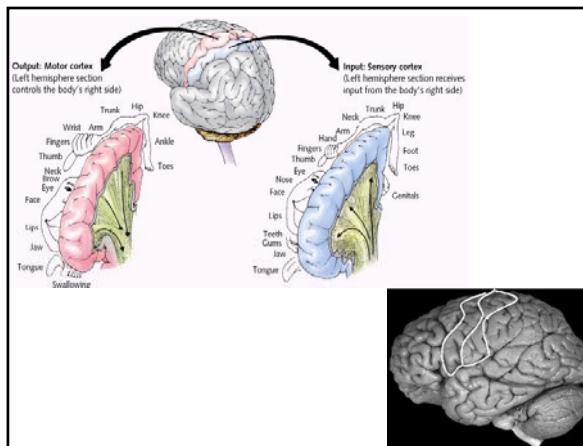 Output: Motor cortex
(Left hemisphere section
controls the body's right side)
Input: Sensory cortex
(Left hemisphere section receives
input from the body's right side)
Hip
Trunk
Knee
Wrist Arm
Fingers
Ankle
Thumb
Toes
Neck
Brow
Eye
Face
Lips
Jaw
Tongue
Swallowing
Hip
Trunk
Knee
Neck
Arm
Leg
Hand
Fingers
Foot
Thumb
Eye
Toes
Nose
Genitals
Face
Lips
Teeth
Gums
Jaw
Tongue